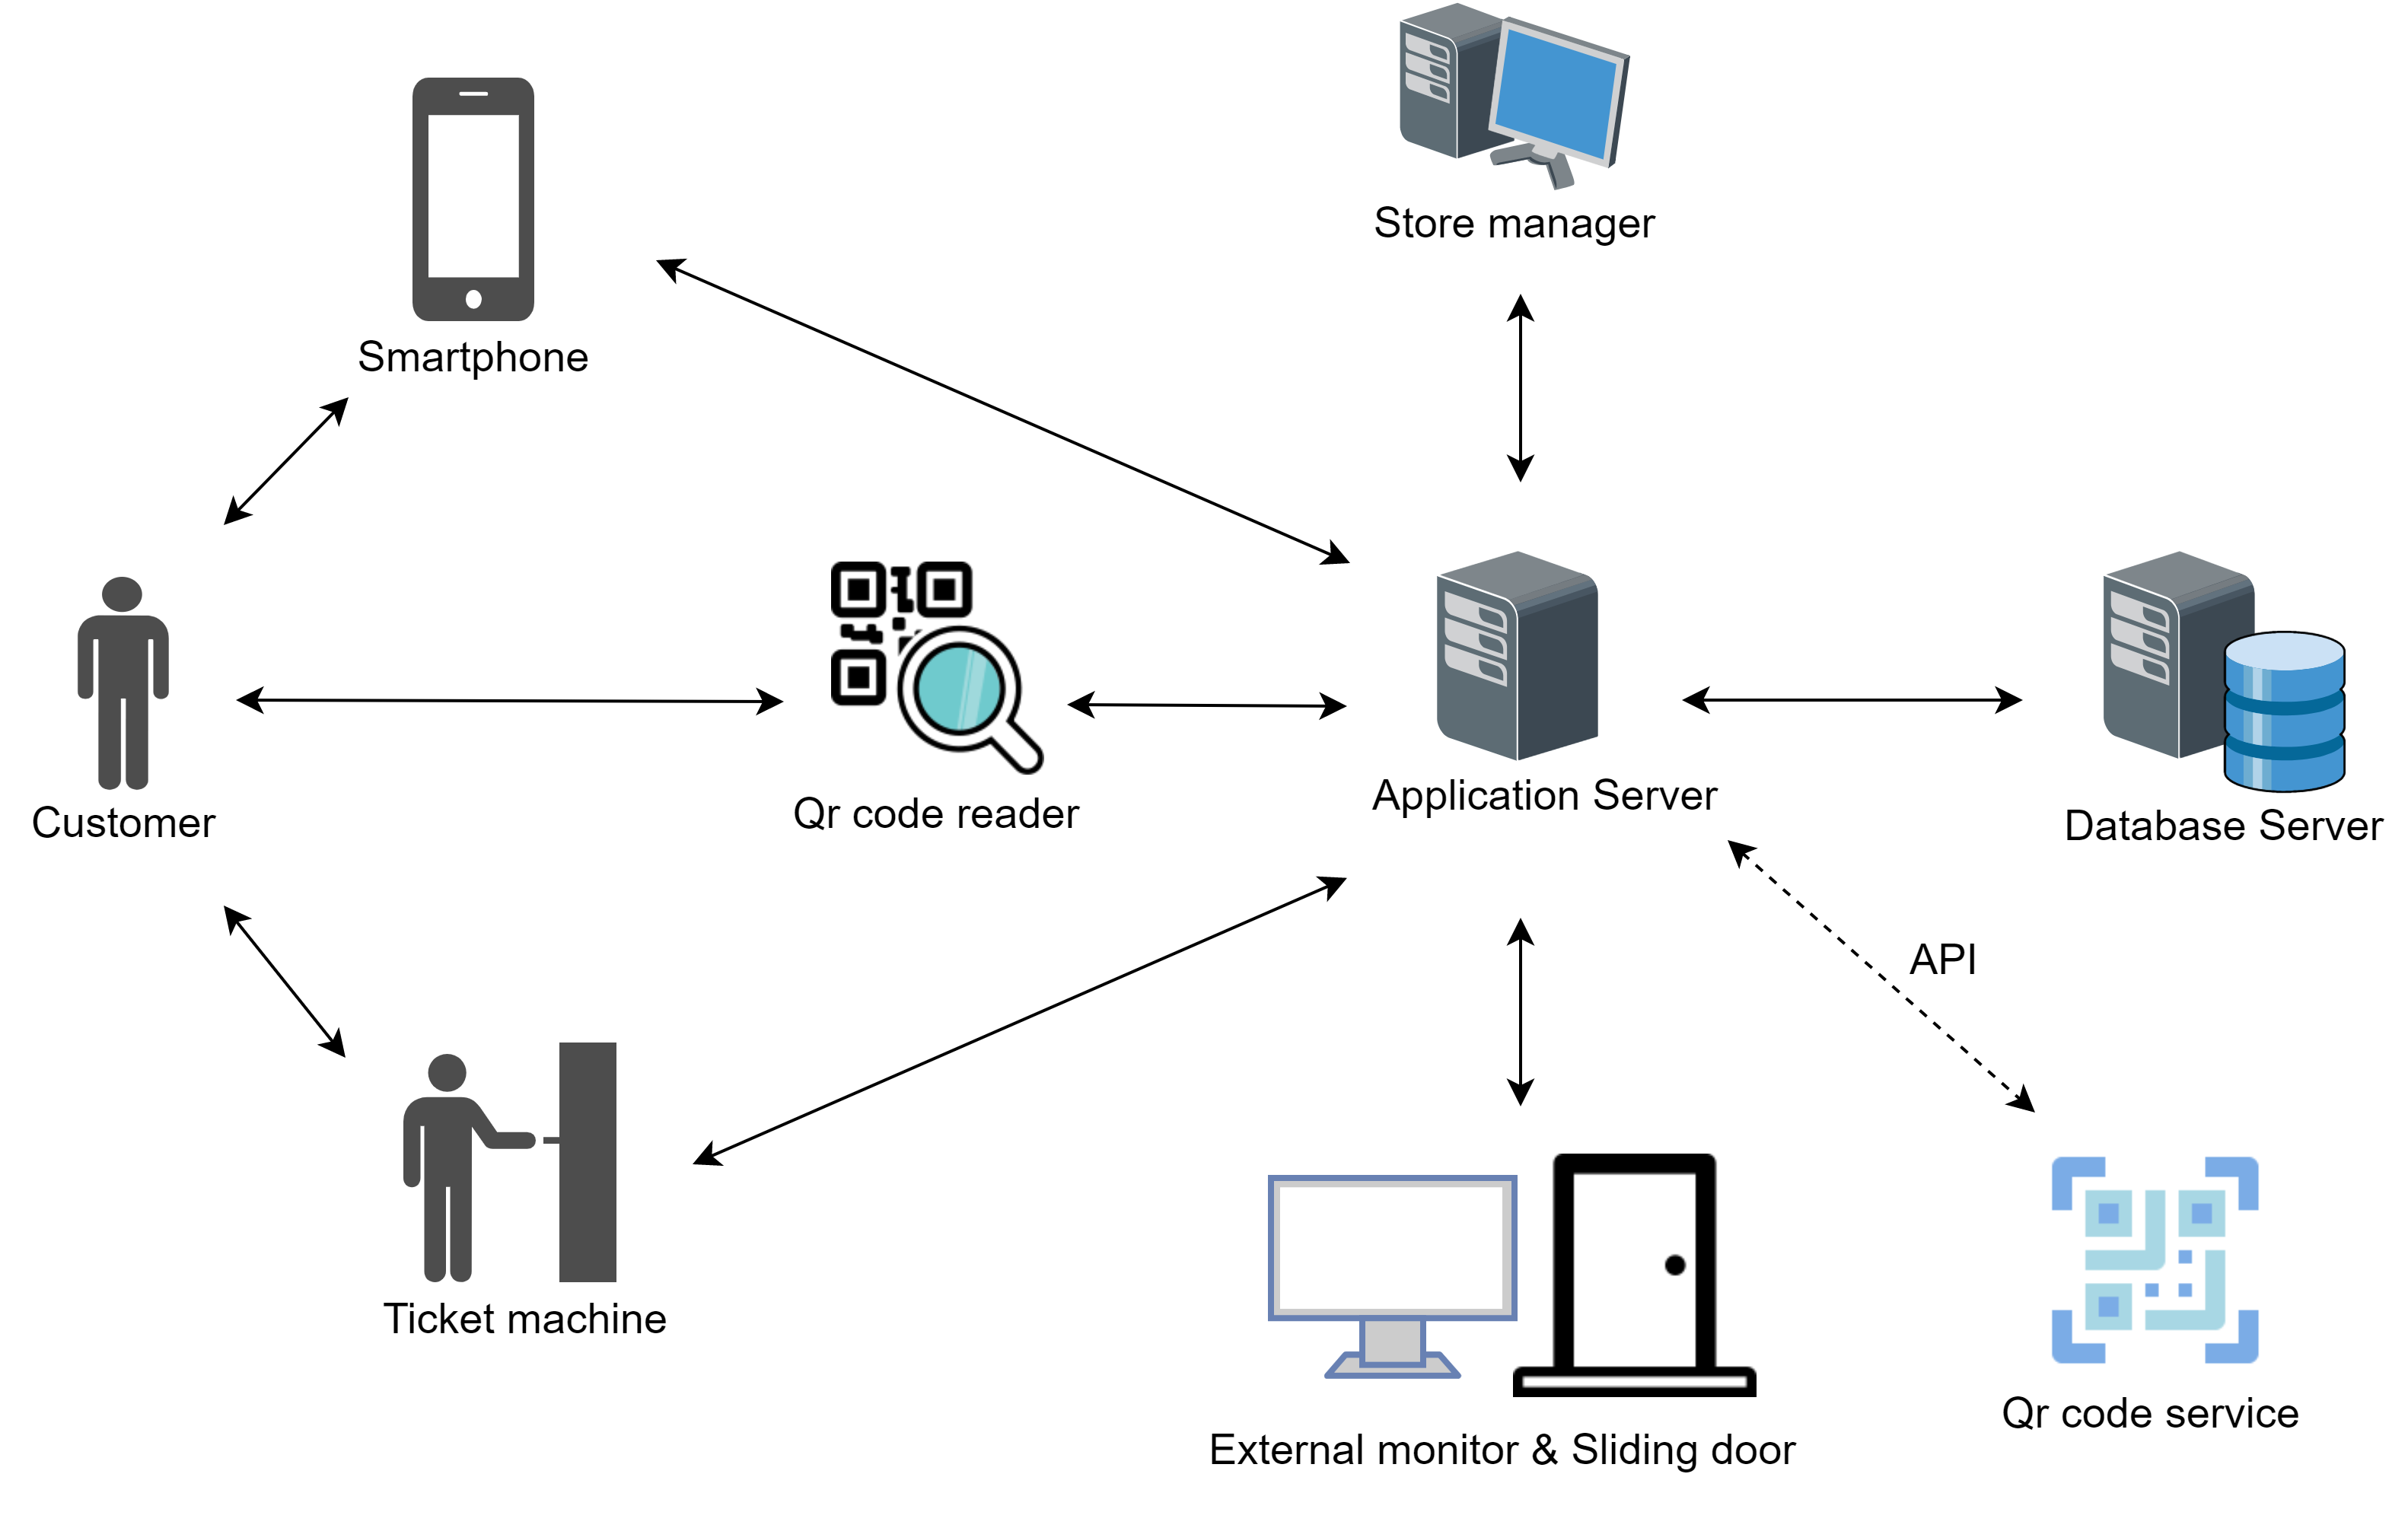 Store manager
Smartphone
Customer
Qr code reader
Application Server
Database Server
API
Ticket machine
External monitor & Sliding door
Qr code service